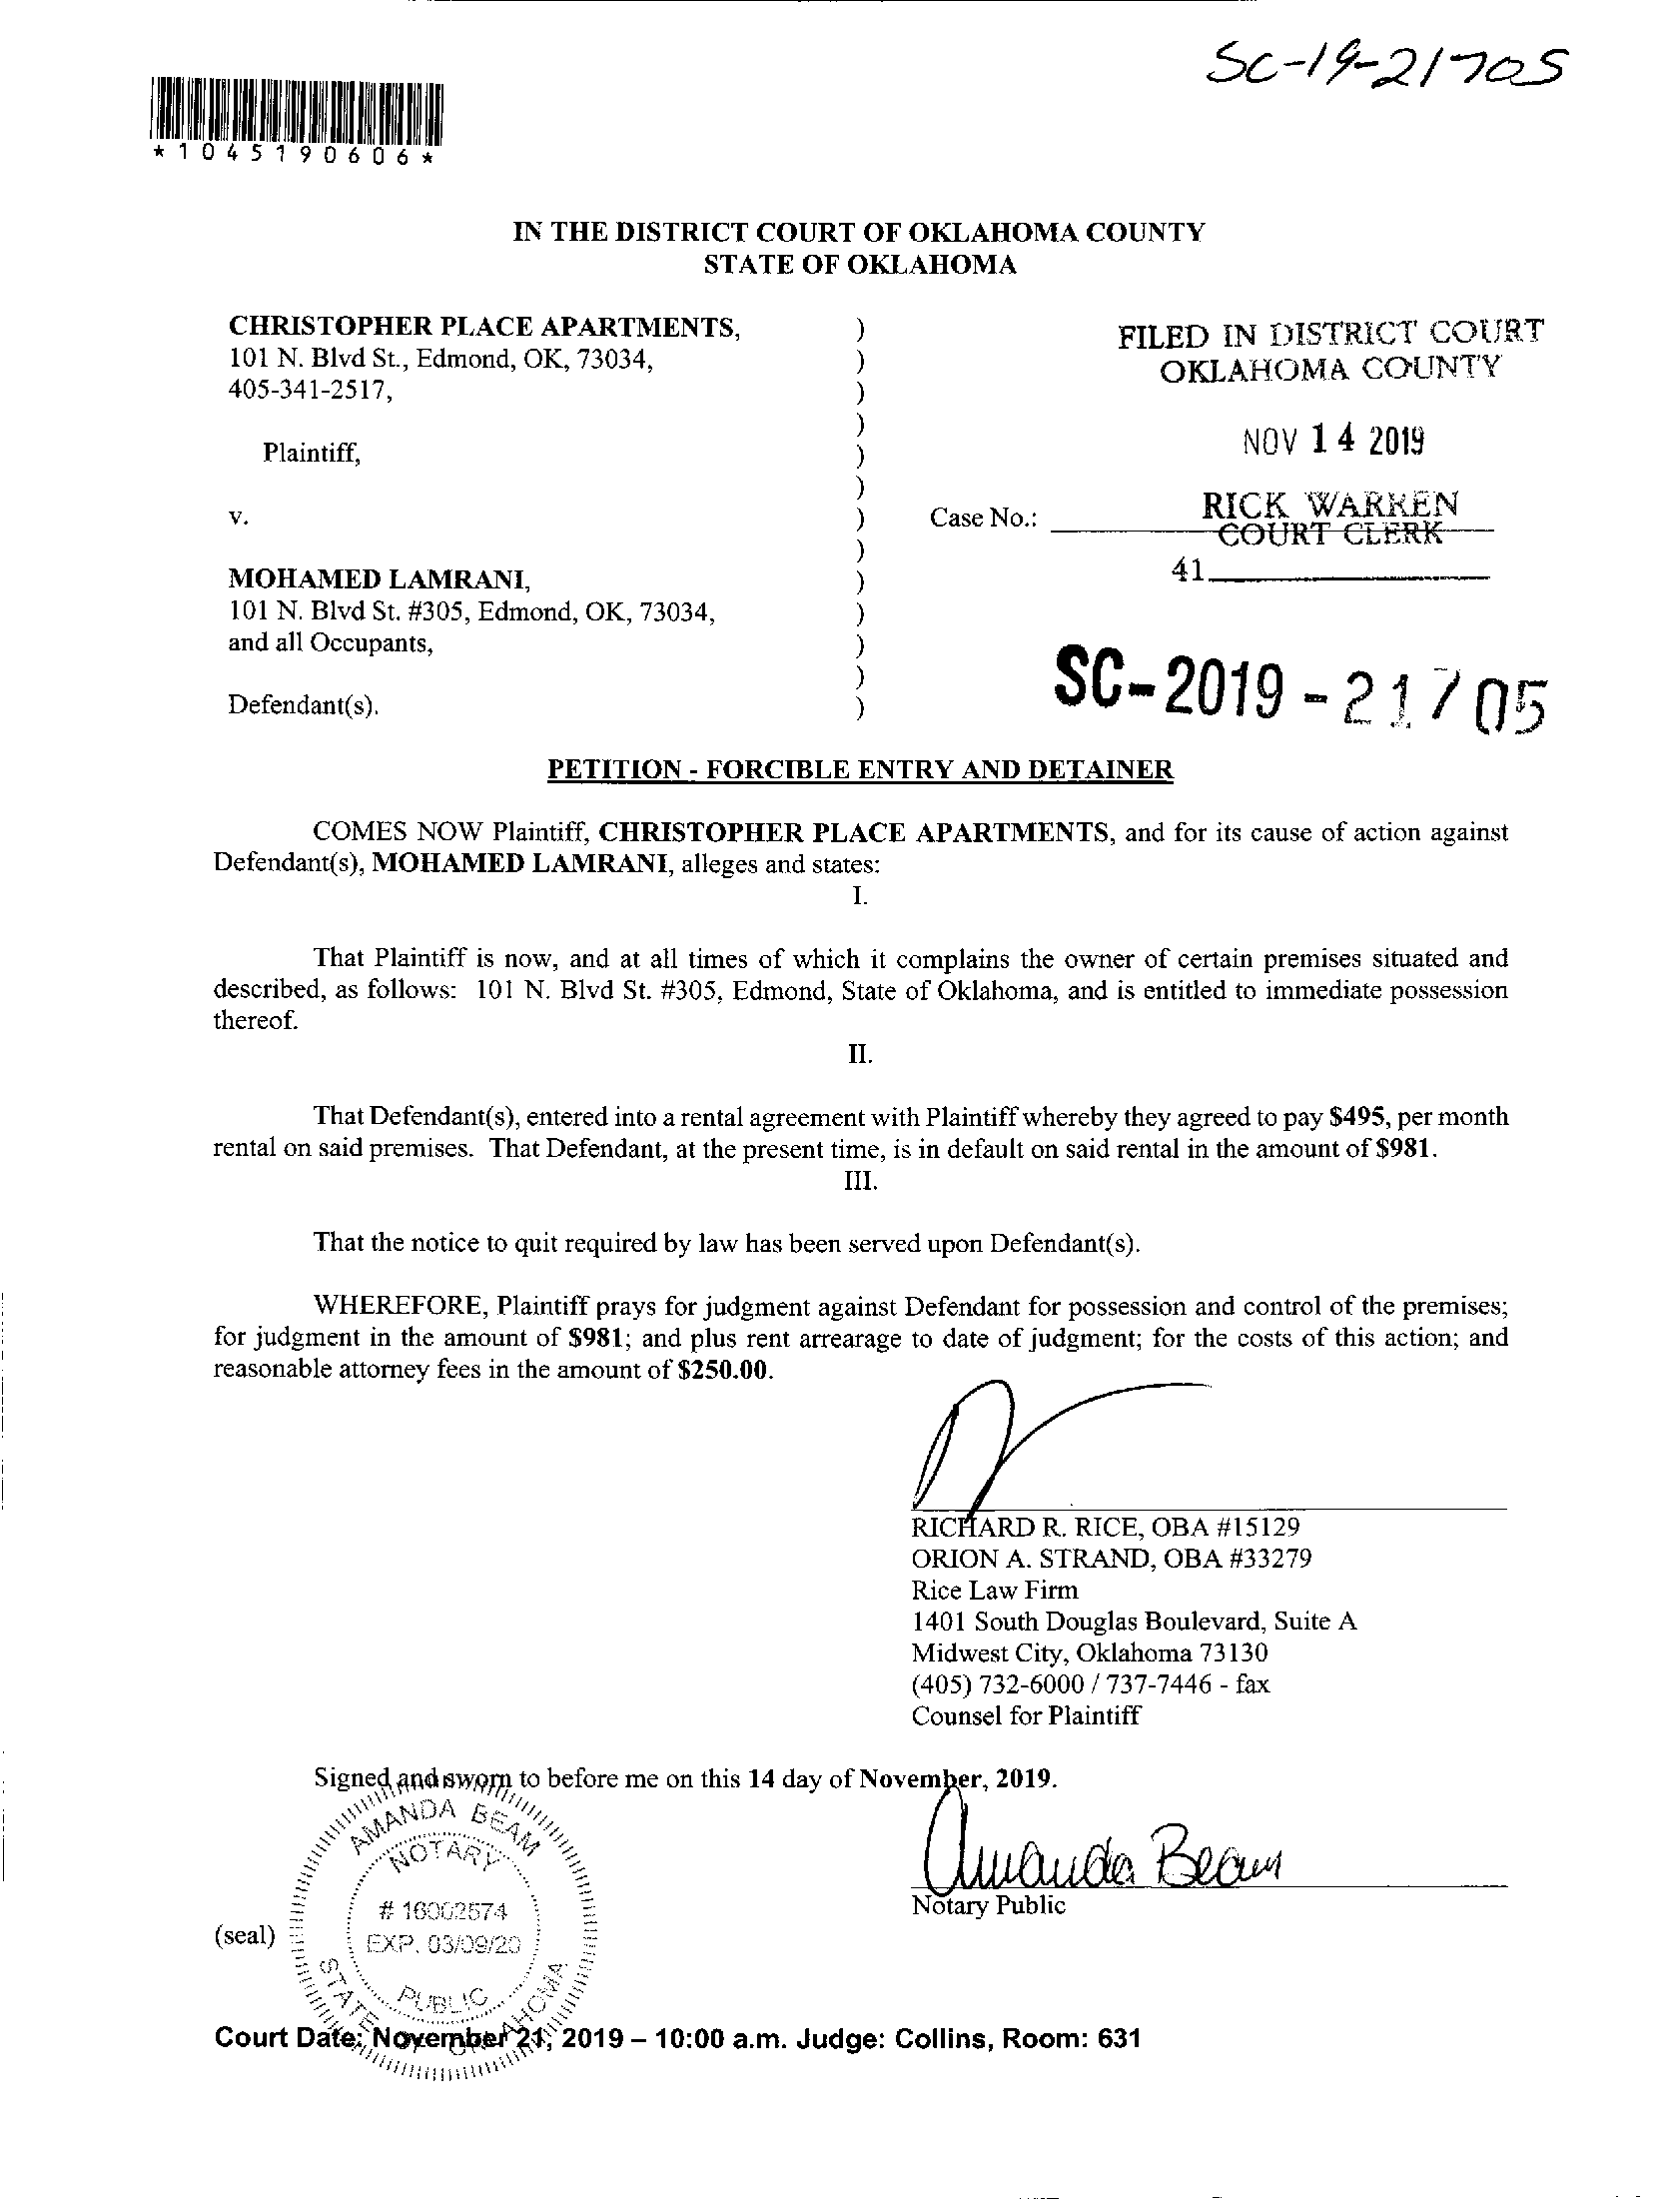 SC-19-21705
*1045190606*
IN THE DISTRICT COURT OF OKLAHOMA COUNTY
STATE OF OKLAHOMA
CHRISTOPHER PLACE APARTMENTS, )
101 N. Blvd St., Edmond, OK, 73034, )
405-341-2517, )
)
Plaintiff, )
)
v. )
)
MOHAMED LAMRANI, )
101 N. Blvd St. #305, Edmond, OK, 73034, )
and all Occupants, )
)
Defendant(s). )
FILED IN DISTRICT COURT
OKLAHOMA COUNTY
NOV 14 2019
RICK WARREN
COURT CLERK
Case No.:
41
SC-2019-21705
PETITION - FORCIBLE ENTRY AND DETAINER
COMES NOW Plaintiff, CHRISTOPHER PLACE APARTMENTS, and for its cause of action against
Defendant(s), MOHAMED LAMRANI, alleges and states:
I.
That Plaintiff is now, and at all times of which it complains the owner of certain premises situated and
described, as follows: 101 N. Blvd St. #305, Edmond, State of Oklahoma, and is entitled to immediate possession
thereof.
II.
That Defendant(s), entered into a rental agreement with Plaintiff whereby they agreed to pay $495, per month
rental on said premises. That Defendant, at the present time, is in default on said rental in the amount of $981.
III.
That the notice to quit required by law has been served upon Defendant(s).
WHEREFORE, Plaintiff prays for judgment against Defendant for possession and control of the premises;
for judgment in the amount of $981; and plus rent arrearage to date of judgment; for the costs of this action; and
reasonable attorney fees in the amount of $250.00.
RICHARD R. RICE, OBA #15129
ORION A. STRAND, OBA #33279
Rice Law Firm
1401 South Douglas Boulevard, Suite A
Midwest City, Oklahoma 73130
(405) 732-6000 / 737-7446 - fax
Counsel for Plaintiff
Signed and sworn to before me on this 14 day of November, 2019.
Amanda Beam
Notary Public
(seal)
AMANDA BEAM
NOTARY
# 16002574
EXP. 03/09/20
PUBLIC
STATE OF OKLAHOMA
Court Date: November 21, 2019 – 10:00 a.m. Judge: Collins, Room: 631